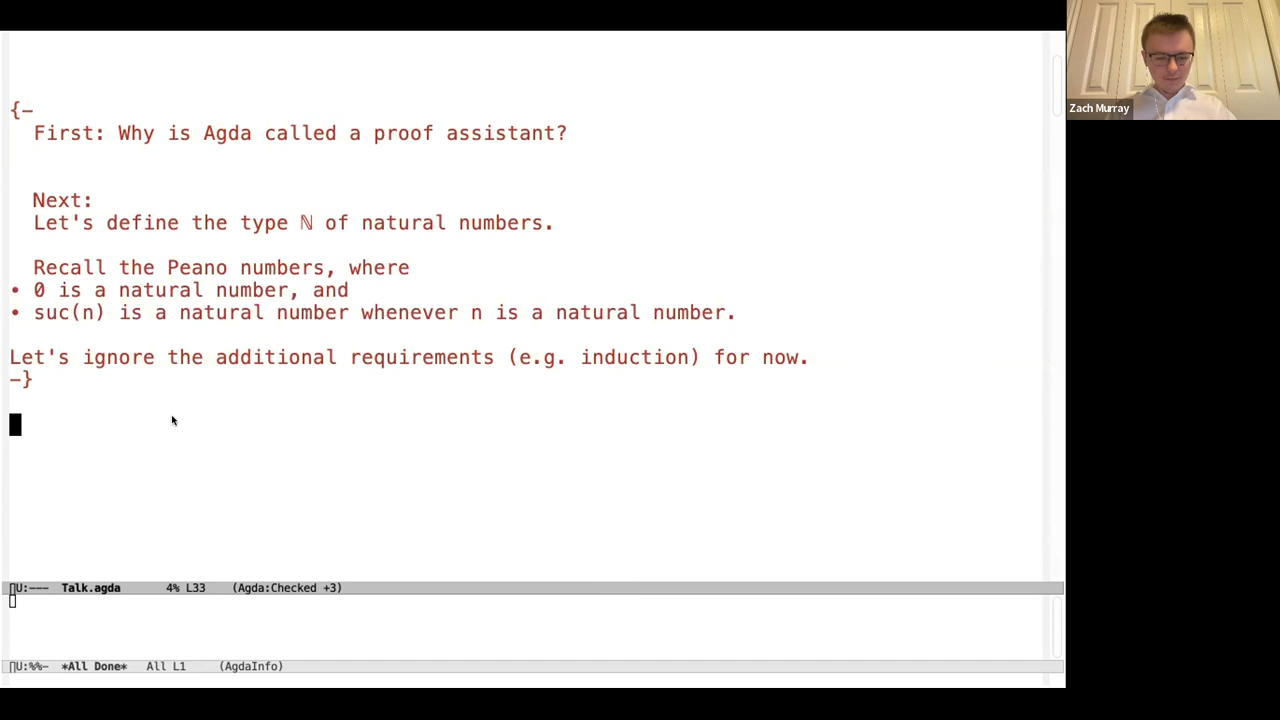 {-
First: Why is Agda called a proof assistant?
Next:
Let's define the type ℕ of natural numbers.
Recall the Peano numbers, where
• 0 is a natural number, and
• suc(n) is a natural number whenever n is a natural number.
Let's ignore the additional requirements (e.g. induction) for now.
-}
U:--- Talk.agda 4% L33 (Agda:Checked +3)
U:%%- *All Done* All L1 (AgdaInfo)
Zach Murray